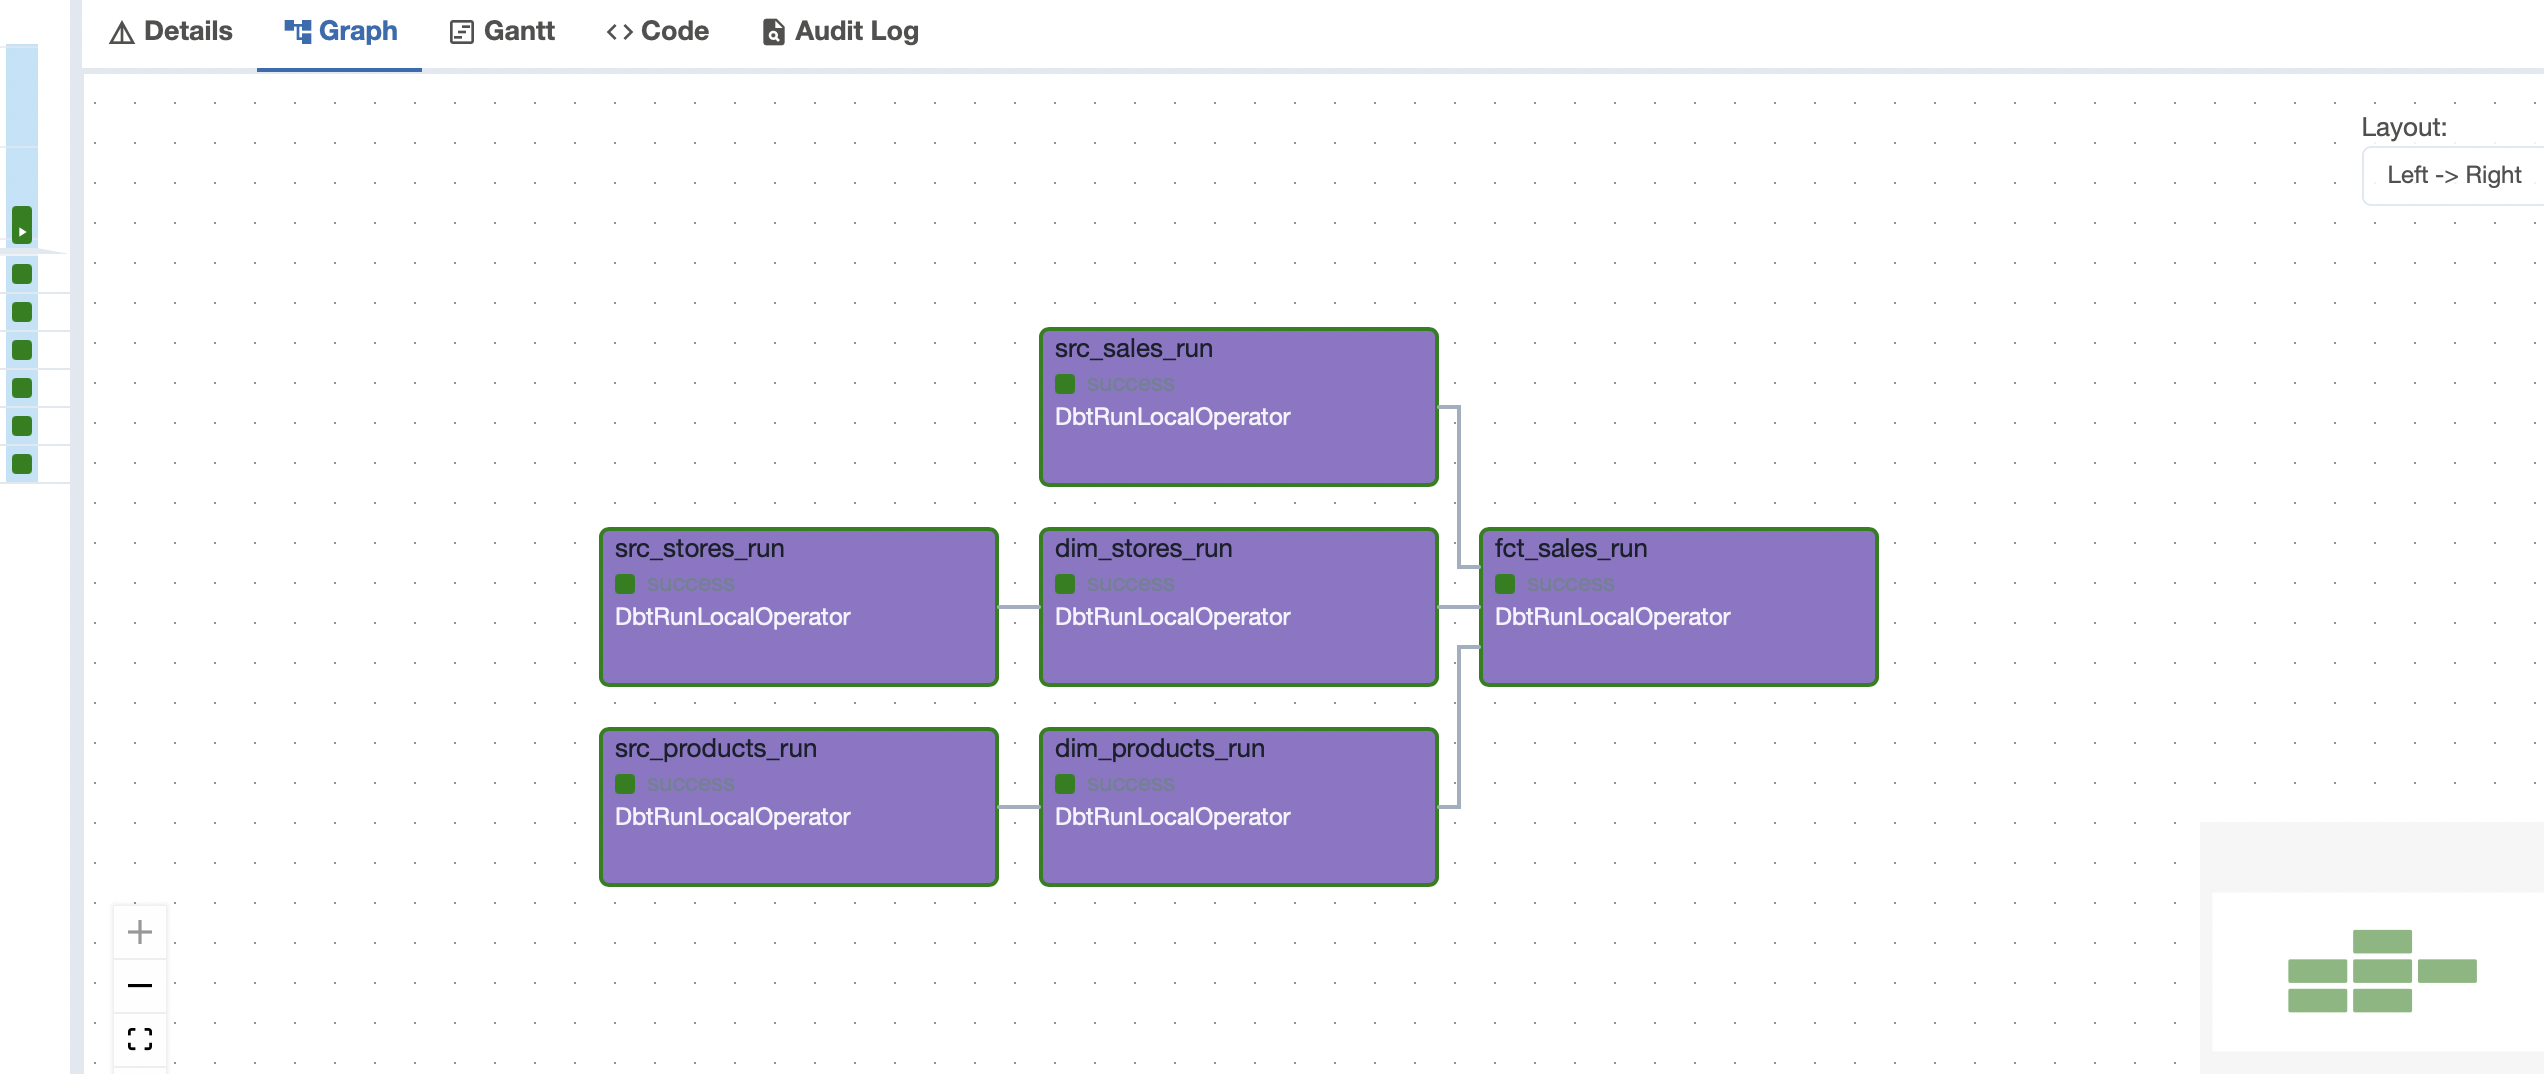 Details
Graph
Gantt
Code
Audit Log
Layout:
Left -> Right
src_sales_run
success
DbtRunLocalOperator
src_stores_run
success
DbtRunLocalOperator
dim_stores_run
success
DbtRunLocalOperator
fct_sales_run
success
DbtRunLocalOperator
src_products_run
success
DbtRunLocalOperator
dim_products_run
success
DbtRunLocalOperator